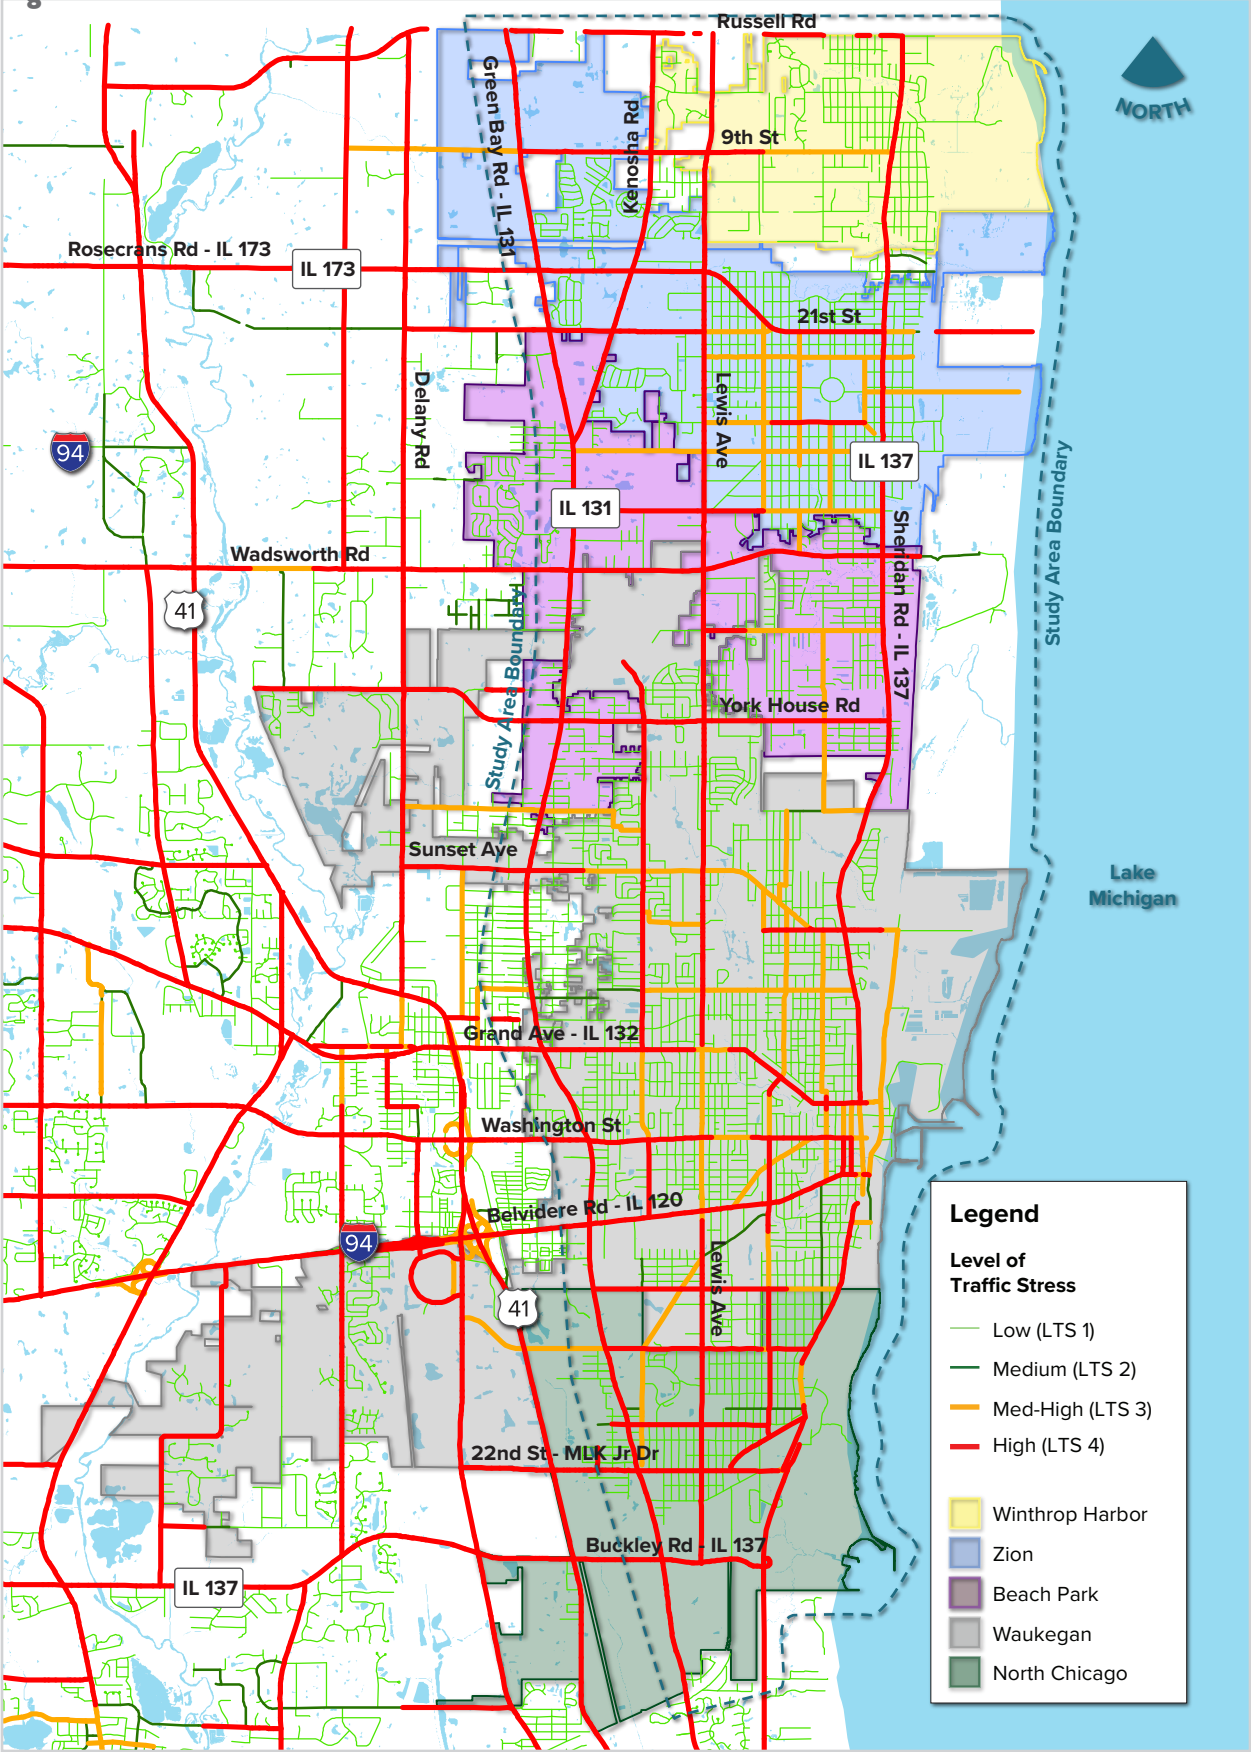 8
Russell Rd
NORTH
Green Bay Rd - IL 131
Kenosha Rd
9th St
Rosecrans Rd - IL 173
IL 173
21st St
Delany Rd
Lewis Ave
94
IL 137
IL 131
Study Area Boundary
Sheridan Rd - IL 137
Wadsworth Rd
41
Study Area Boundary
York House Rd
Sunset Ave
Lake
Michigan
Grand Ave - IL 132
Washington St
Belvidere Rd - IL 120
94
Lewis Ave
41
22nd St - MLK Jr Dr
Buckley Rd - IL 137
IL 137
Legend
Level of
Traffic Stress
Low (LTS 1)
Medium (LTS 2)
Med-High (LTS 3)
High (LTS 4)
Winthrop Harbor
Zion
Beach Park
Waukegan
North Chicago